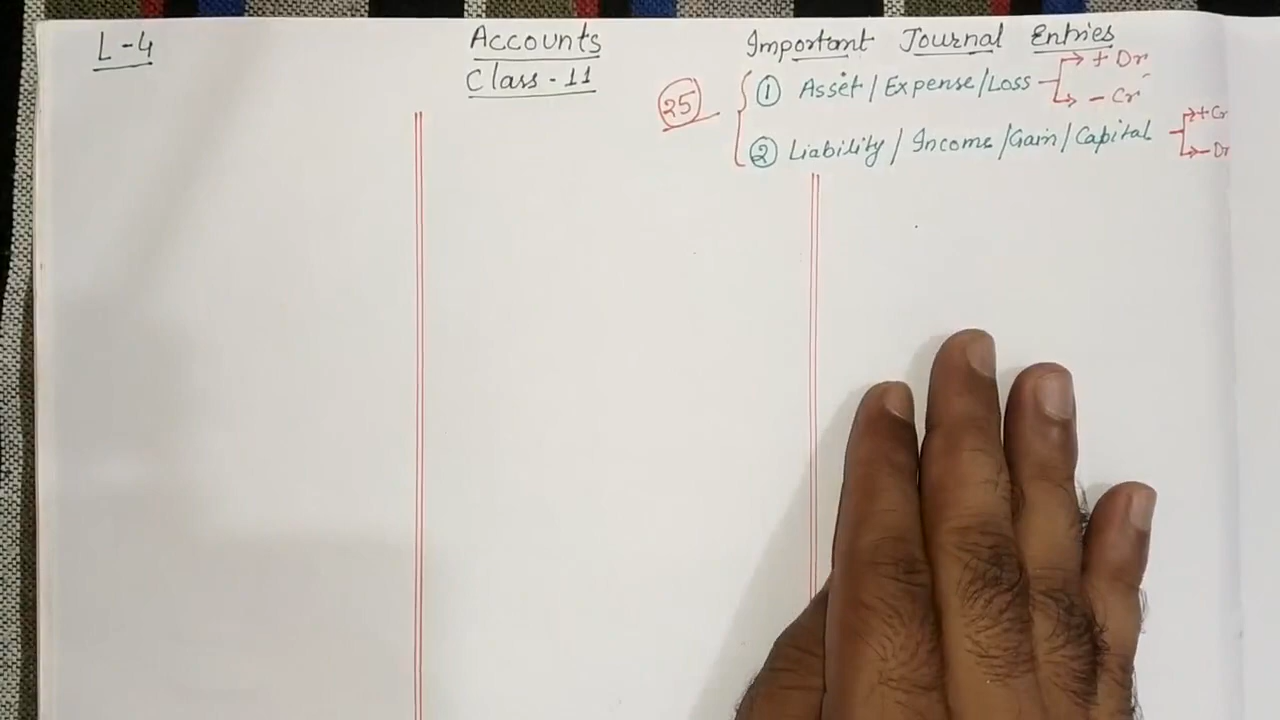 L-4
Accounts
Class - 11
Important Journal Entries
25
① Asset / Expense / Loss → + Dr
→ - Cr
② Liability / Income / Gain / Capital → + Cr
→ - Dr